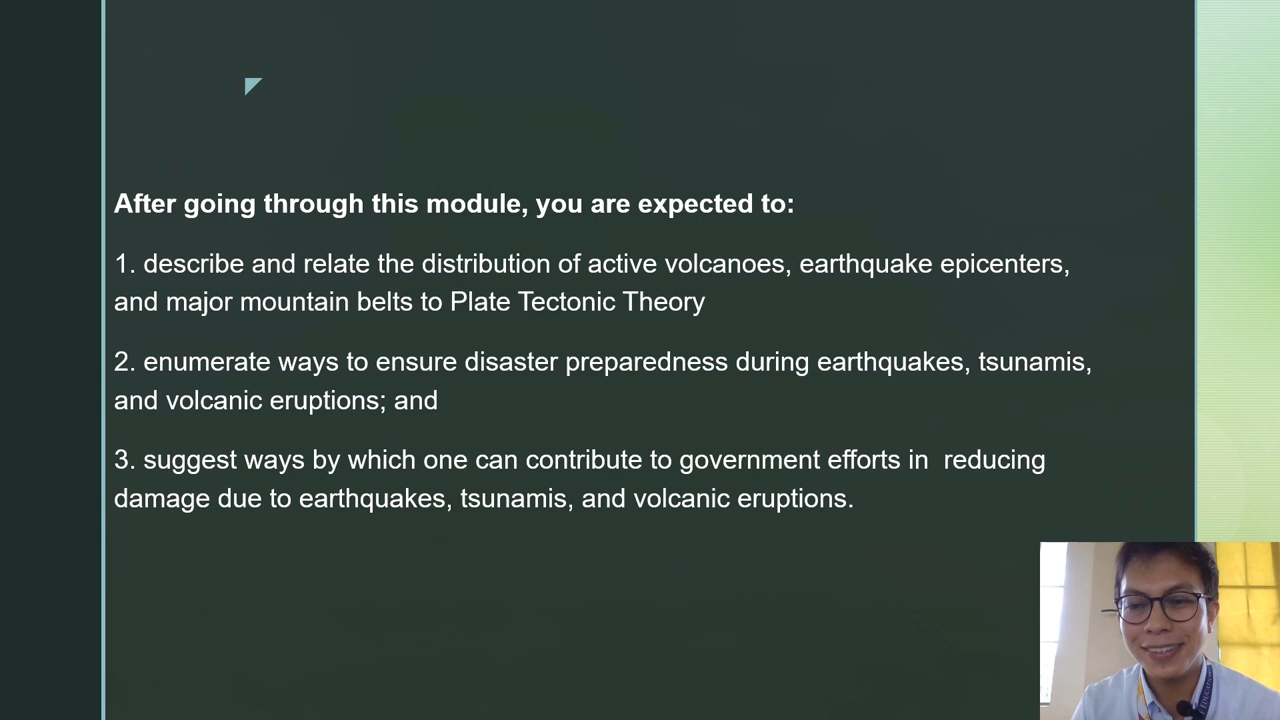 After going through this module, you are expected to:
1. describe and relate the distribution of active volcanoes, earthquake epicenters,
and major mountain belts to Plate Tectonic Theory
2. enumerate ways to ensure disaster preparedness during earthquakes, tsunamis,
and volcanic eruptions; and
3. suggest ways by which one can contribute to government efforts in  reducing
damage due to earthquakes, tsunamis, and volcanic eruptions.
EDUCATION